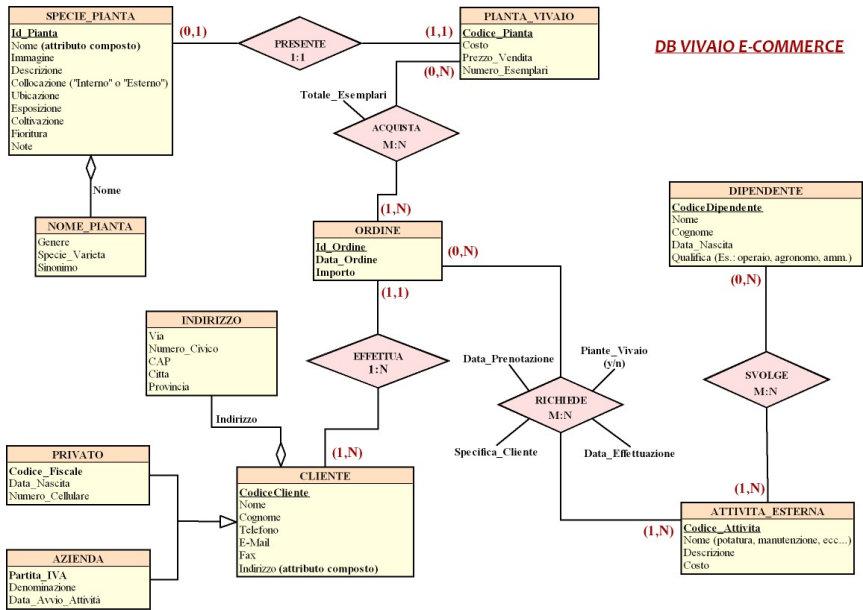 SPECIE_PIANTA
Id_Pianta
Nome (attributo composto)
Immagine
Descrizione
Collocazione ("Interno" o "Esterno")
Ubicazione
Esposizione
Coltivazione
Fioritura
Note
(0,1)
PRESENTE
1:1
(1,1)
PIANTA_VIVAIO
Codice_Pianta
Costo
Prezzo_Vendita
Numero_Esemplari
(0,N)
DB VIVAIO E-COMMERCE
Totale_Esemplari
ACQUISTA
M:N
(1,N)
Nome
NOME_PIANTA
Genere
Specie_Varieta
Sinonimo
ORDINE
Id_Ordine
Data_Ordine
Importo
(0,N)
(1,1)
DIPENDENTE
CodiceDipendente
Nome
Cognome
Data_Nascita
Qualifica (Es.: operaio, agronomo, amm.)
(0,N)
INDIRIZZO
Via
Numero_Civico
CAP
Citta
Provincia
Indirizzo
EFFETTUA
1:N
(1,N)
Data_Prenotazione
Piante_Vivaio
(y/n)
RICHIEDE
M:N
Specifica_Cliente
Data_Effettuazione
SVOLGE
M:N
(1,N)
PRIVATO
Codice_Fiscale
Data_Nascita
Numero_Cellulare
AZIENDA
Partita_IVA
Denominazione
Data_Avvio_Attività
CLIENTE
CodiceCliente
Nome
Cognome
Telefono
E-Mail
Fax
Indirizzo (attributo composto)
(1,N)
ATTIVITA_ESTERNA
Codice_Attivita
Nome (potatura, manutenzione, ecc...)
Descrizione
Costo